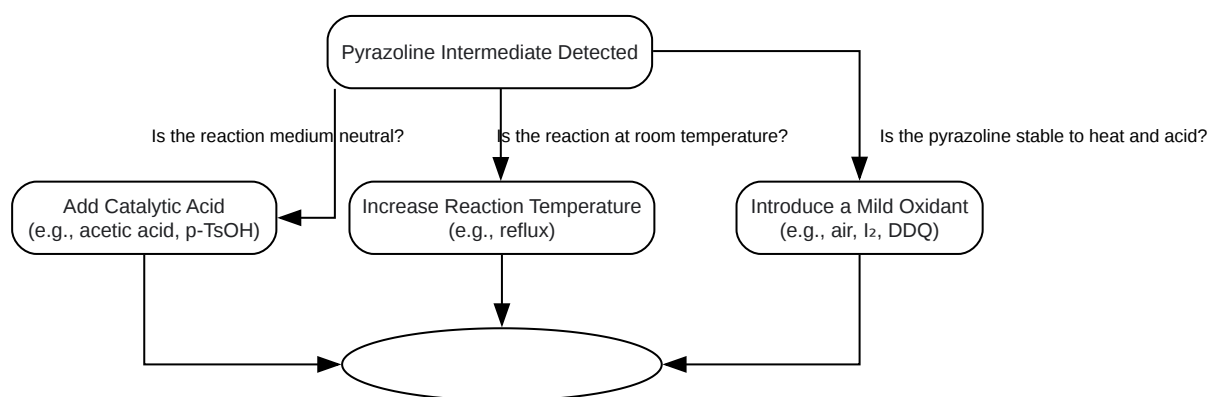 Pyrazoline Intermediate Detected
Is the reaction medium neutral?
Is the reaction at room temperature?
Is the pyrazoline stable to heat and acid?
Add Catalytic Acid
(e.g., acetic acid, p-TsOH)
Increase Reaction Temperature
(e.g., reflux)
Introduce a Mild Oxidant
(e.g., air, I₂, DDQ)